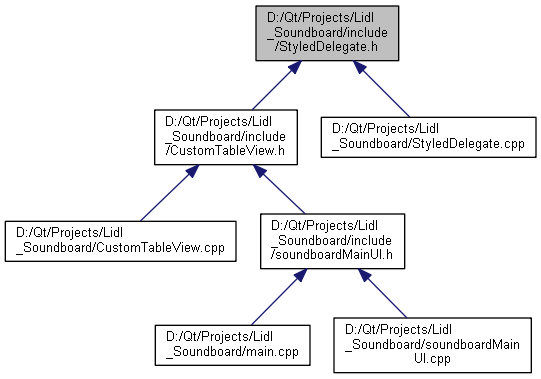 D:/Qt/Projects/Lidl
_Soundboard/include
/StyledDelegate.h
D:/Qt/Projects/Lidl
_Soundboard/include
/CustomTableView.h
D:/Qt/Projects/Lidl
_Soundboard/StyledDelegate.cpp
D:/Qt/Projects/Lidl
_Soundboard/CustomTableView.cpp
D:/Qt/Projects/Lidl
_Soundboard/include
/soundboardMainUI.h
D:/Qt/Projects/Lidl
_Soundboard/main.cpp
D:/Qt/Projects/Lidl
_Soundboard/soundboardMain
UI.cpp